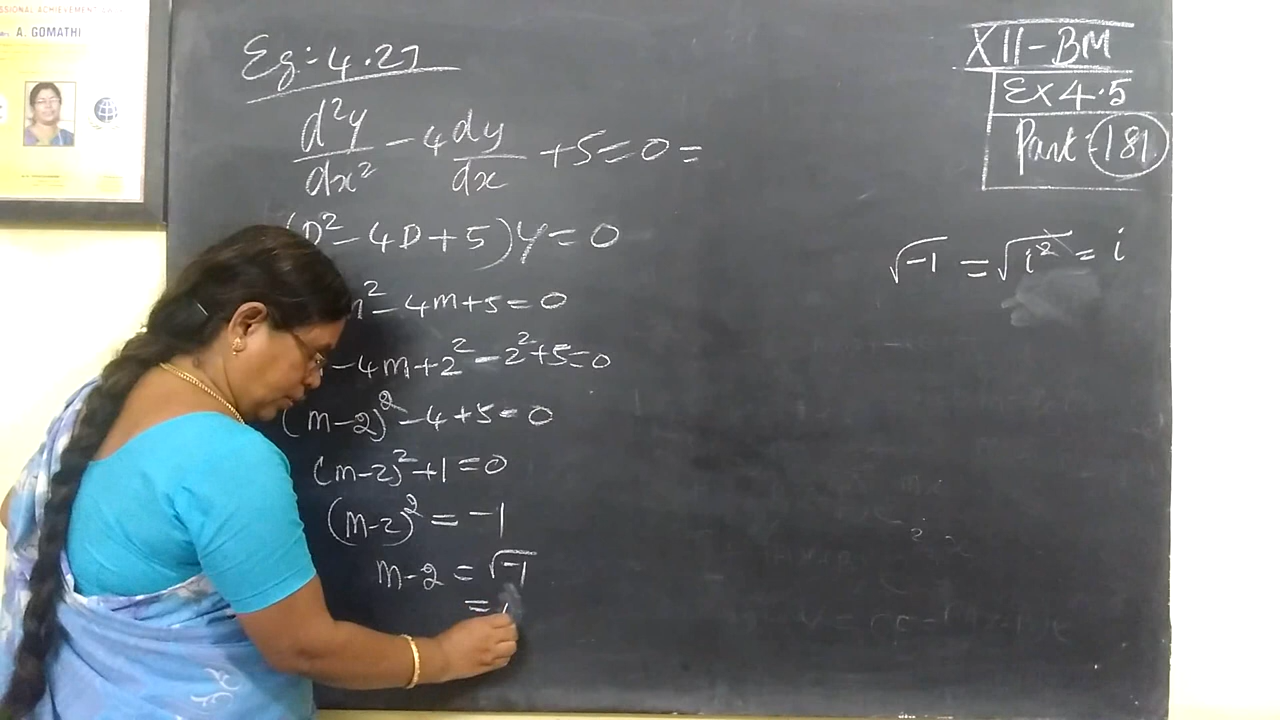 SSIONAL ACHIEVEMENT
A. GOMATHI
Eg:- 4.27
d²y/dx² - 4 dy/dx + 5 = 0 =
(D² - 4D + 5) y = 0
m² - 4m + 5 = 0
- 4m + 2² - 2² + 5 = 0
(m-2)² - 4 + 5 = 0
(m-2)² + 1 = 0
(m-2)² = -1
m-2 = √-1
=
XII-BM
Ex 4.5
Part : 181
√-1 = √i² = i